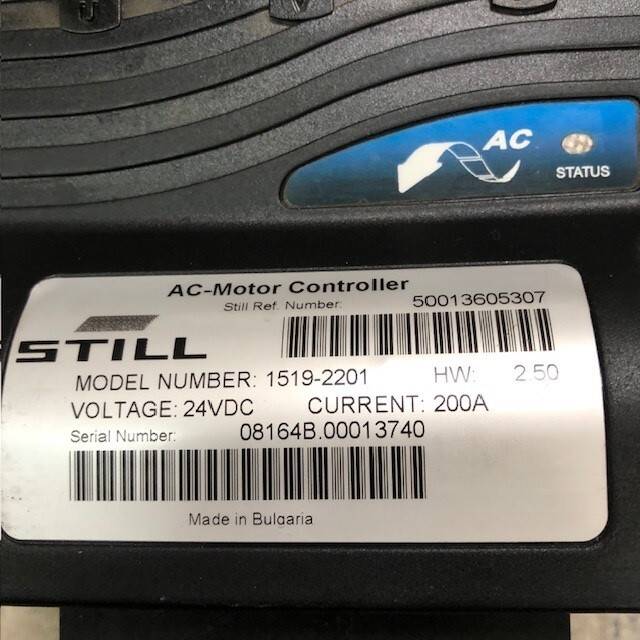 U V
AC
STATUS
AC-Motor Controller
Still Ref. Number: 50013605307
STILL
MODEL NUMBER: 1519-2201 HW: 2.50
VOLTAGE: 24VDC CURRENT: 200A
Serial Number: 08164B.00013740
Made in Bulgaria